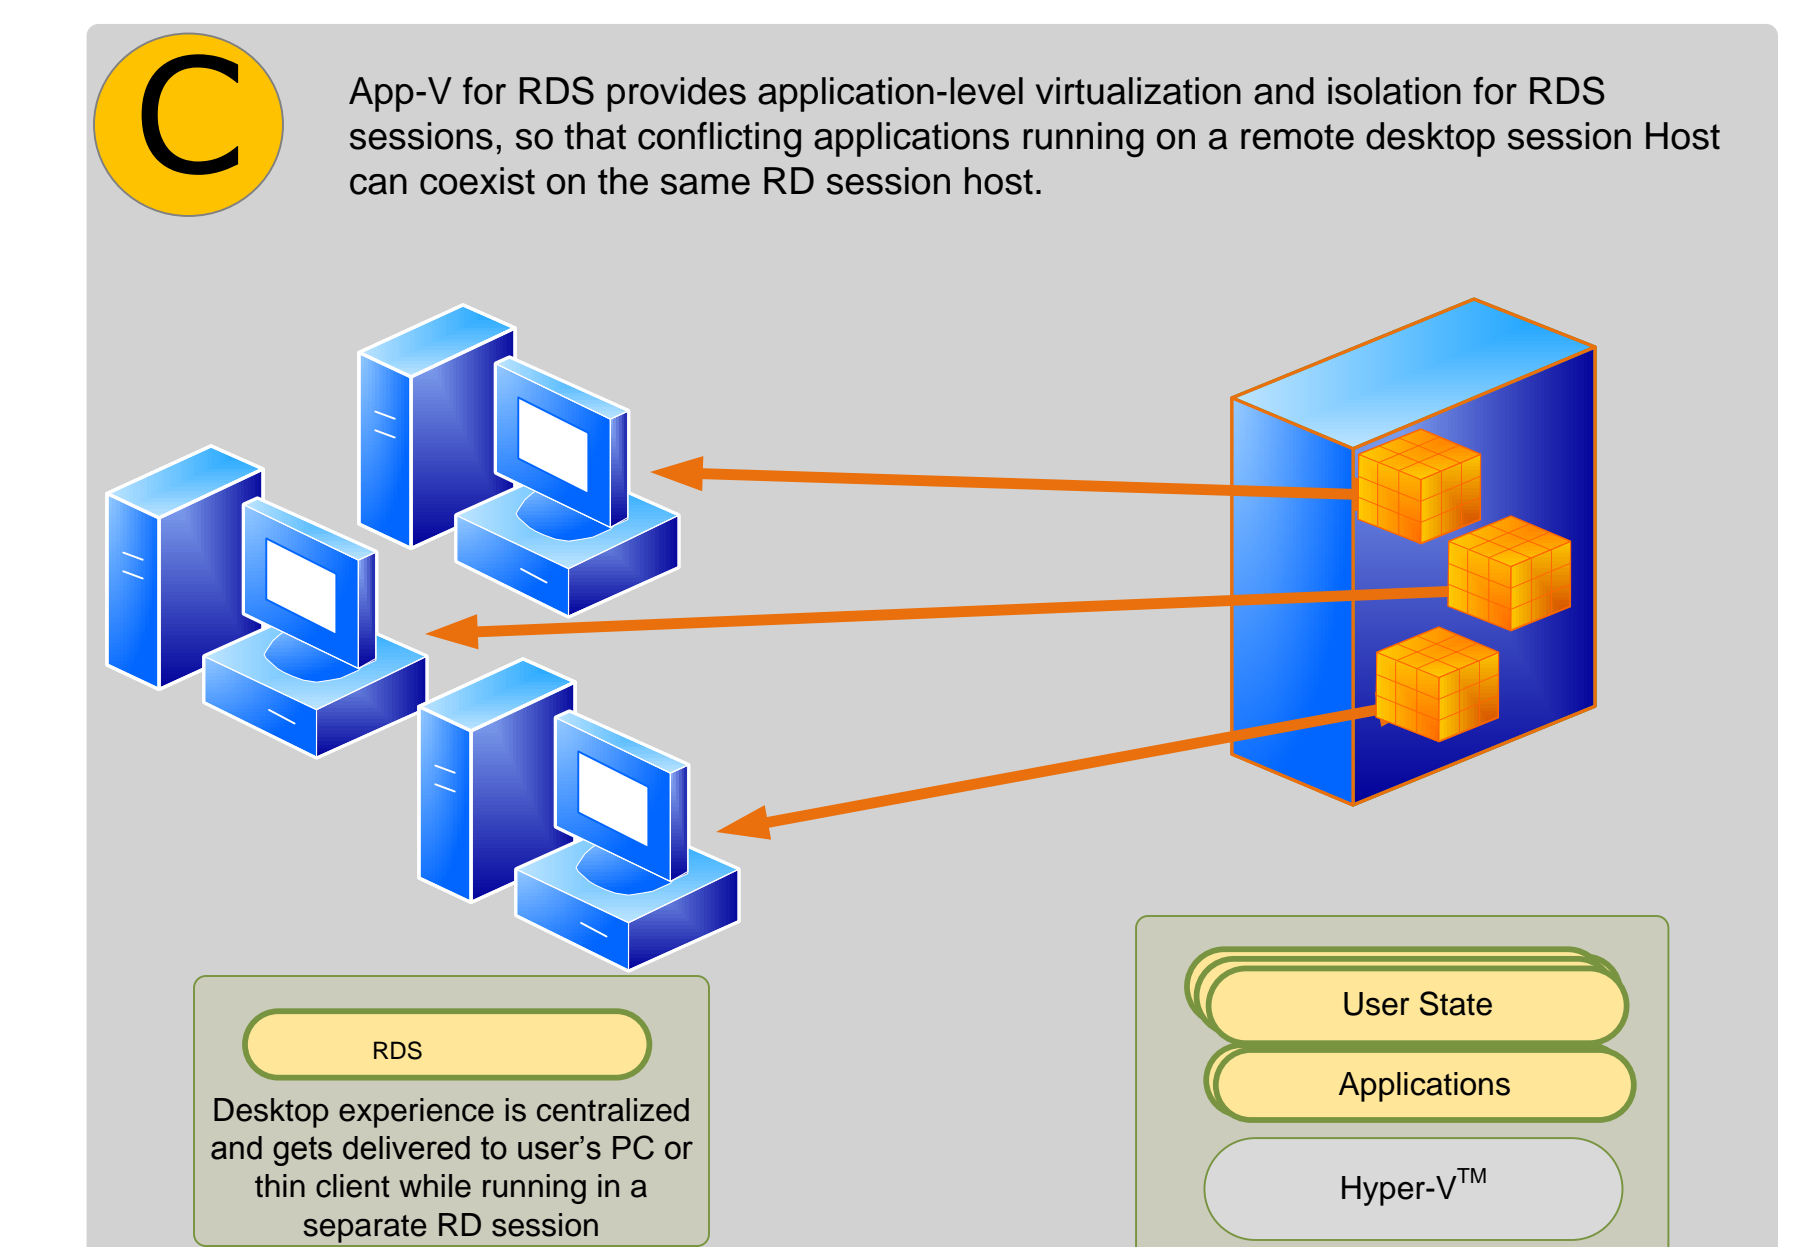 C
App-V for RDS provides application-level virtualization and isolation for RDS
sessions, so that conflicting applications running on a remote desktop session Host
can coexist on the same RD session host.
RDS
Desktop experience is centralized
and gets delivered to user’s PC or
thin client while running in a
separate RD session
User State
Applications
Hyper-V™